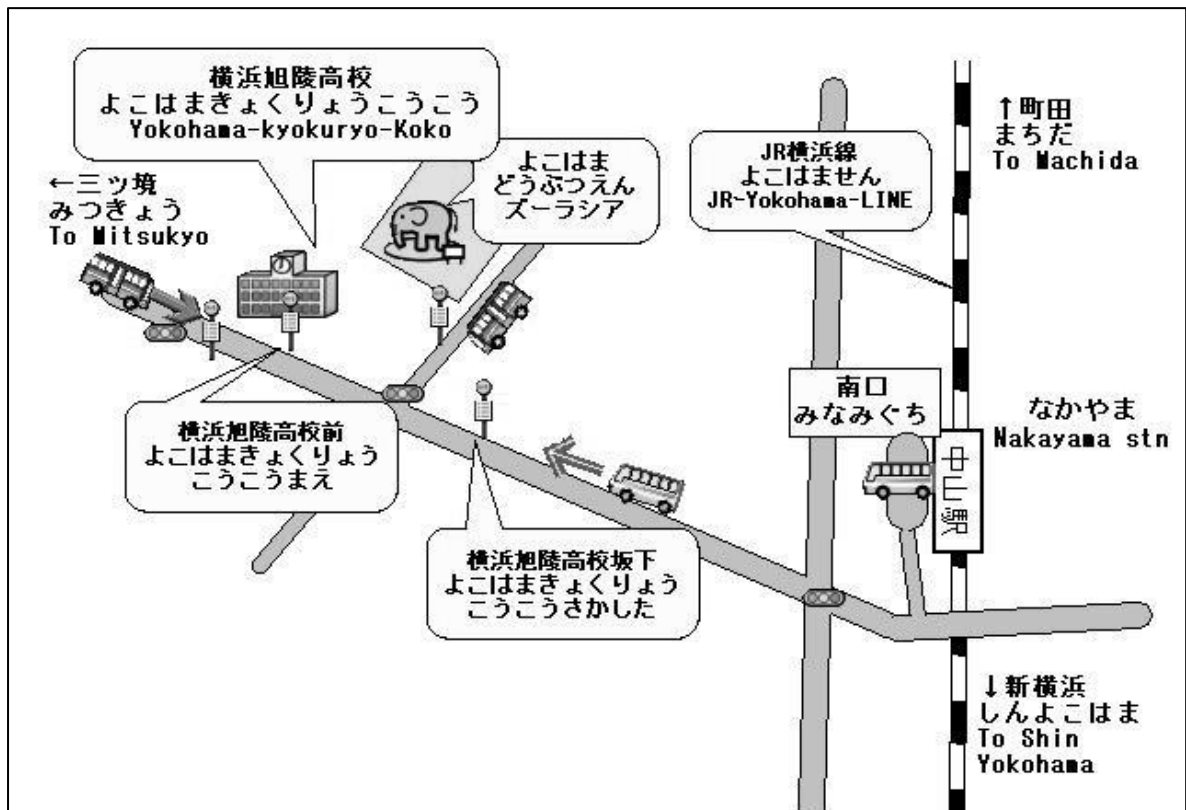 横浜旭陵高校
よこはまきょくりょうこうこう
Yokohama-kyokuryo-Koko
←三ツ境
みつきょう
To Mitsukyo
よこはま
どうぶつえん
ズーラシア
JR横浜線
よこはません
JR-Yokohama-LINE
↑町田
まちだ
To Machida
南口
みなみぐち
なかやま
Nakayama stn
中山駅
横浜旭陵高校前
よこはまきょくりょう
こうこうまえ
横浜旭陵高校坂下
よこはまきょくりょう
こうこうさかした
↓新横浜
しんよこはま
To Shin
Yokohama